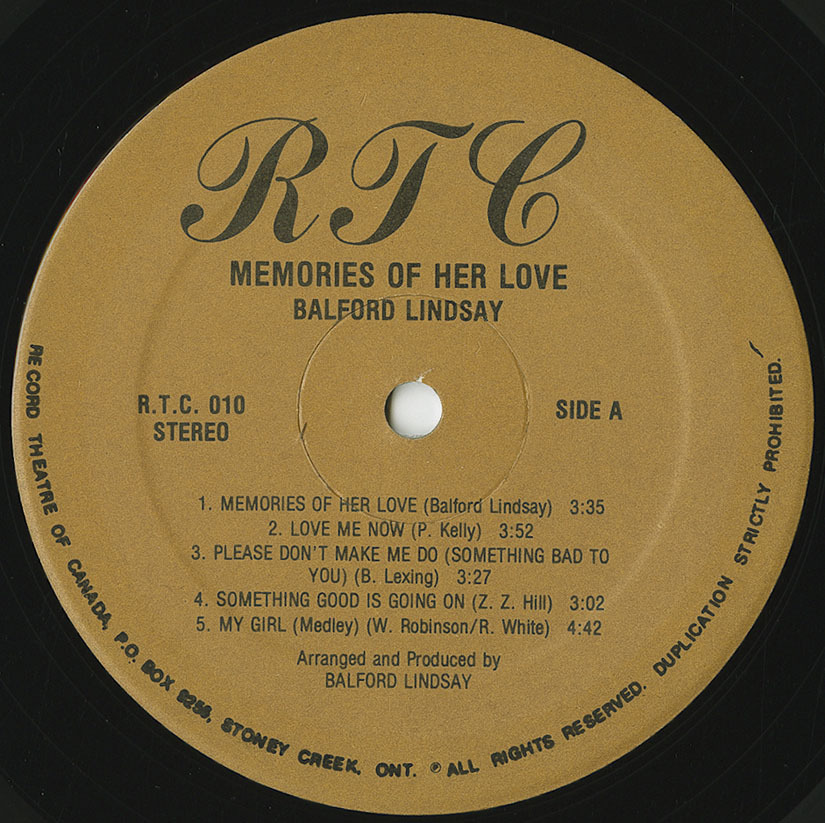 RTC
MEMORIES OF HER LOVE
BALFORD LINDSAY
R.T.C. 010
STEREO
SIDE A
1. MEMORIES OF HER LOVE (Balford Lindsay) 3:35
2. LOVE ME NOW (P. Kelly) 3:52
3. PLEASE DON'T MAKE ME DO (SOMETHING BAD TO
YOU) (B. Lexing) 3:27
4. SOMETHING GOOD IS GOING ON (Z. Z. Hill) 3:02
5. MY GIRL (Medley) (W. Robinson/R. White) 4:42
Arranged and Produced by
BALFORD LINDSAY
RECORD THEATRE OF CANADA, P.O. BOX STONEY CREEK, ONT. ℗ ALL RIGHTS RESERVED. DUPLICATION STRICTLY PROHIBITED.